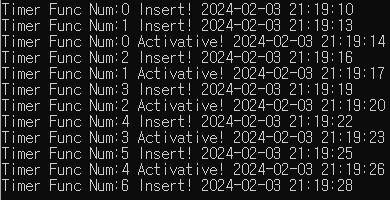 Timer Func Num:0 Insert! 2024-02-03 21:19:10
Timer Func Num:1 Insert! 2024-02-03 21:19:13
Timer Func Num:0 Activative! 2024-02-03 21:19:14
Timer Func Num:2 Insert! 2024-02-03 21:19:16
Timer Func Num:1 Activative! 2024-02-03 21:19:17
Timer Func Num:3 Insert! 2024-02-03 21:19:19
Timer Func Num:2 Activative! 2024-02-03 21:19:20
Timer Func Num:4 Insert! 2024-02-03 21:19:22
Timer Func Num:3 Activative! 2024-02-03 21:19:23
Timer Func Num:5 Insert! 2024-02-03 21:19:25
Timer Func Num:4 Activative! 2024-02-03 21:19:26
Timer Func Num:6 Insert! 2024-02-03 21:19:28